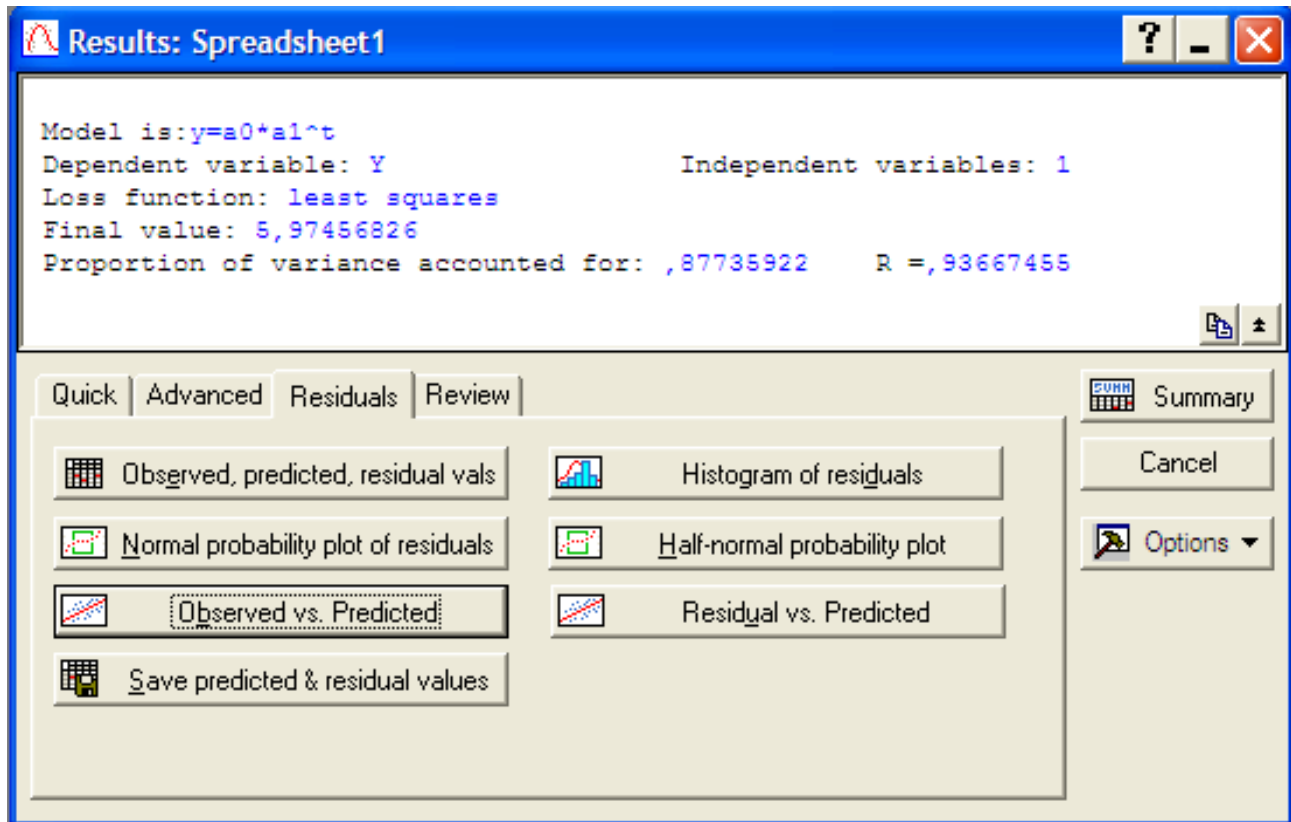 Results: Spreadsheet1
Model is:y=a0*a1^t
Dependent variable: Y Independent variables: 1
Loss function: least squares
Final value: 5,97456826
Proportion of variance accounted for: ,87735922 R =,93667455
Quick Advanced Residuals Review
SUMM Summary
Observed, predicted, residual vals Histogram of residuals
Cancel
Normal probability plot of residuals Half-normal probability plot
Options
Observed vs. Predicted Residual vs. Predicted
Save predicted & residual values